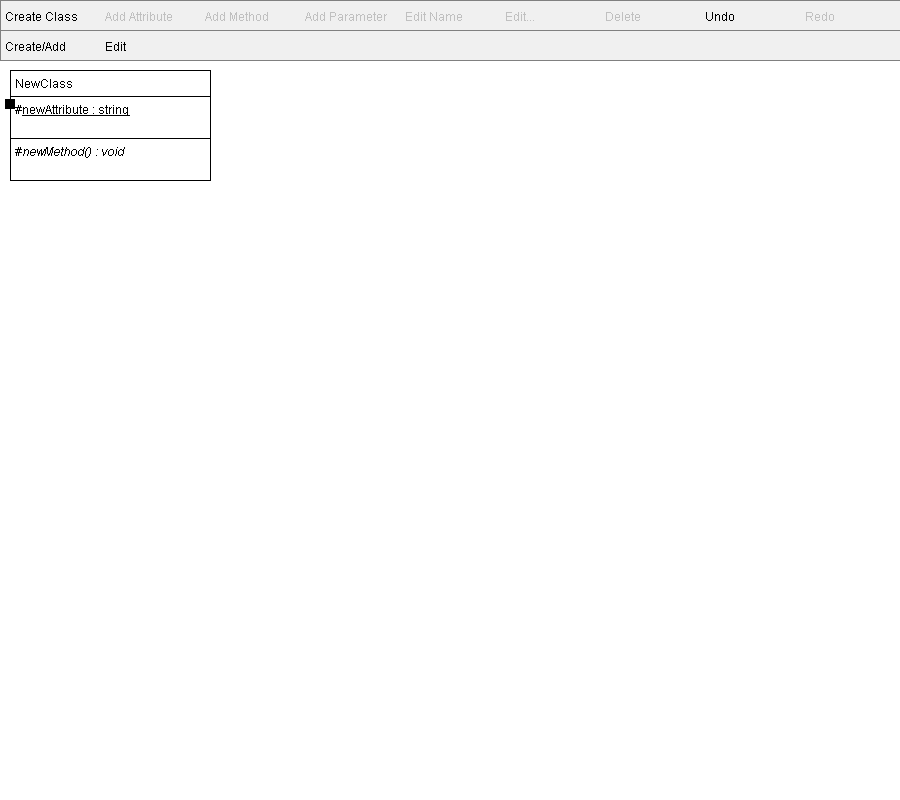 Create Class Add Attribute Add Method Add Parameter Edit Name Edit... Delete Undo Redo
Create/Add Edit
NewClass
#newAttribute : string
#newMethod() : void